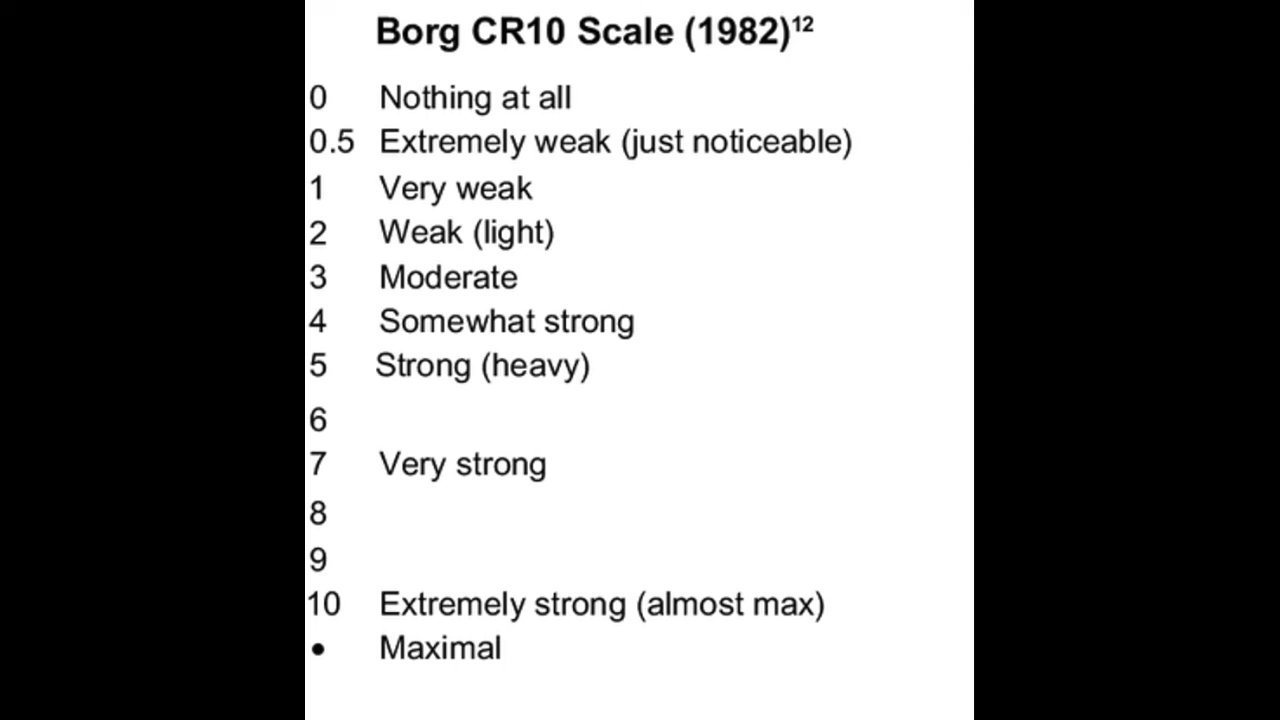 Borg CR10 Scale (1982)12
0 Nothing at all
0.5 Extremely weak (just noticeable)
1 Very weak
2 Weak (light)
3 Moderate
4 Somewhat strong
5 Strong (heavy)
6
7 Very strong
8
9
10 Extremely strong (almost max)
• Maximal